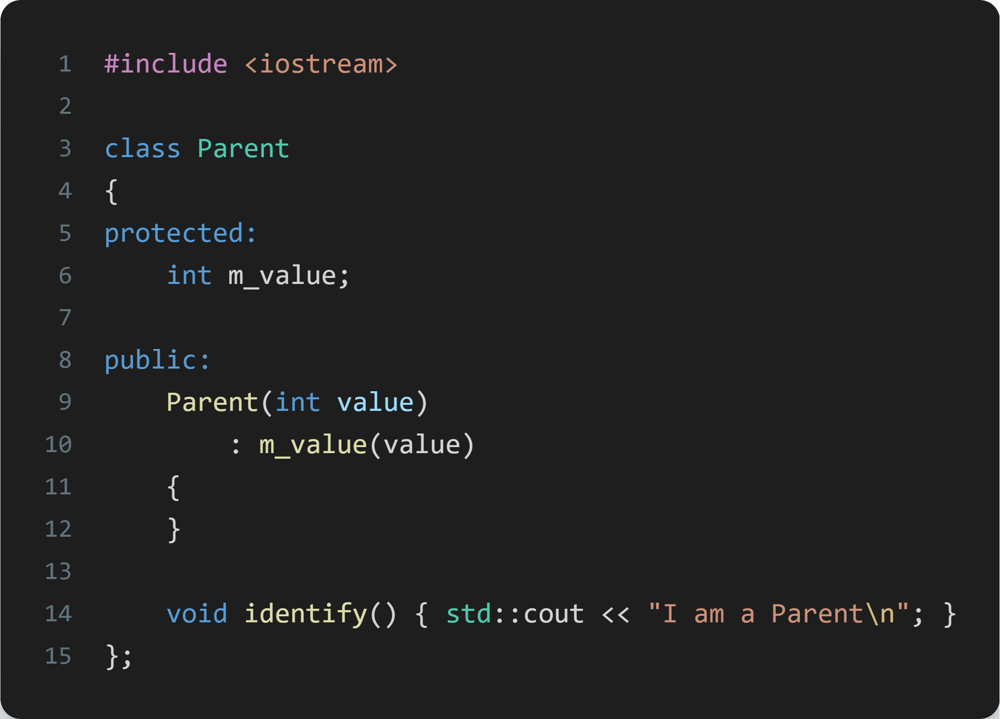 1 #include <iostream>
2
3 class Parent
4 {
5 protected:
6     int m_value;
7
8 public:
9     Parent(int value)
10         : m_value(value)
11     {
12     }
13
14     void identify() { std::cout << "I am a Parent\n"; }
15 };